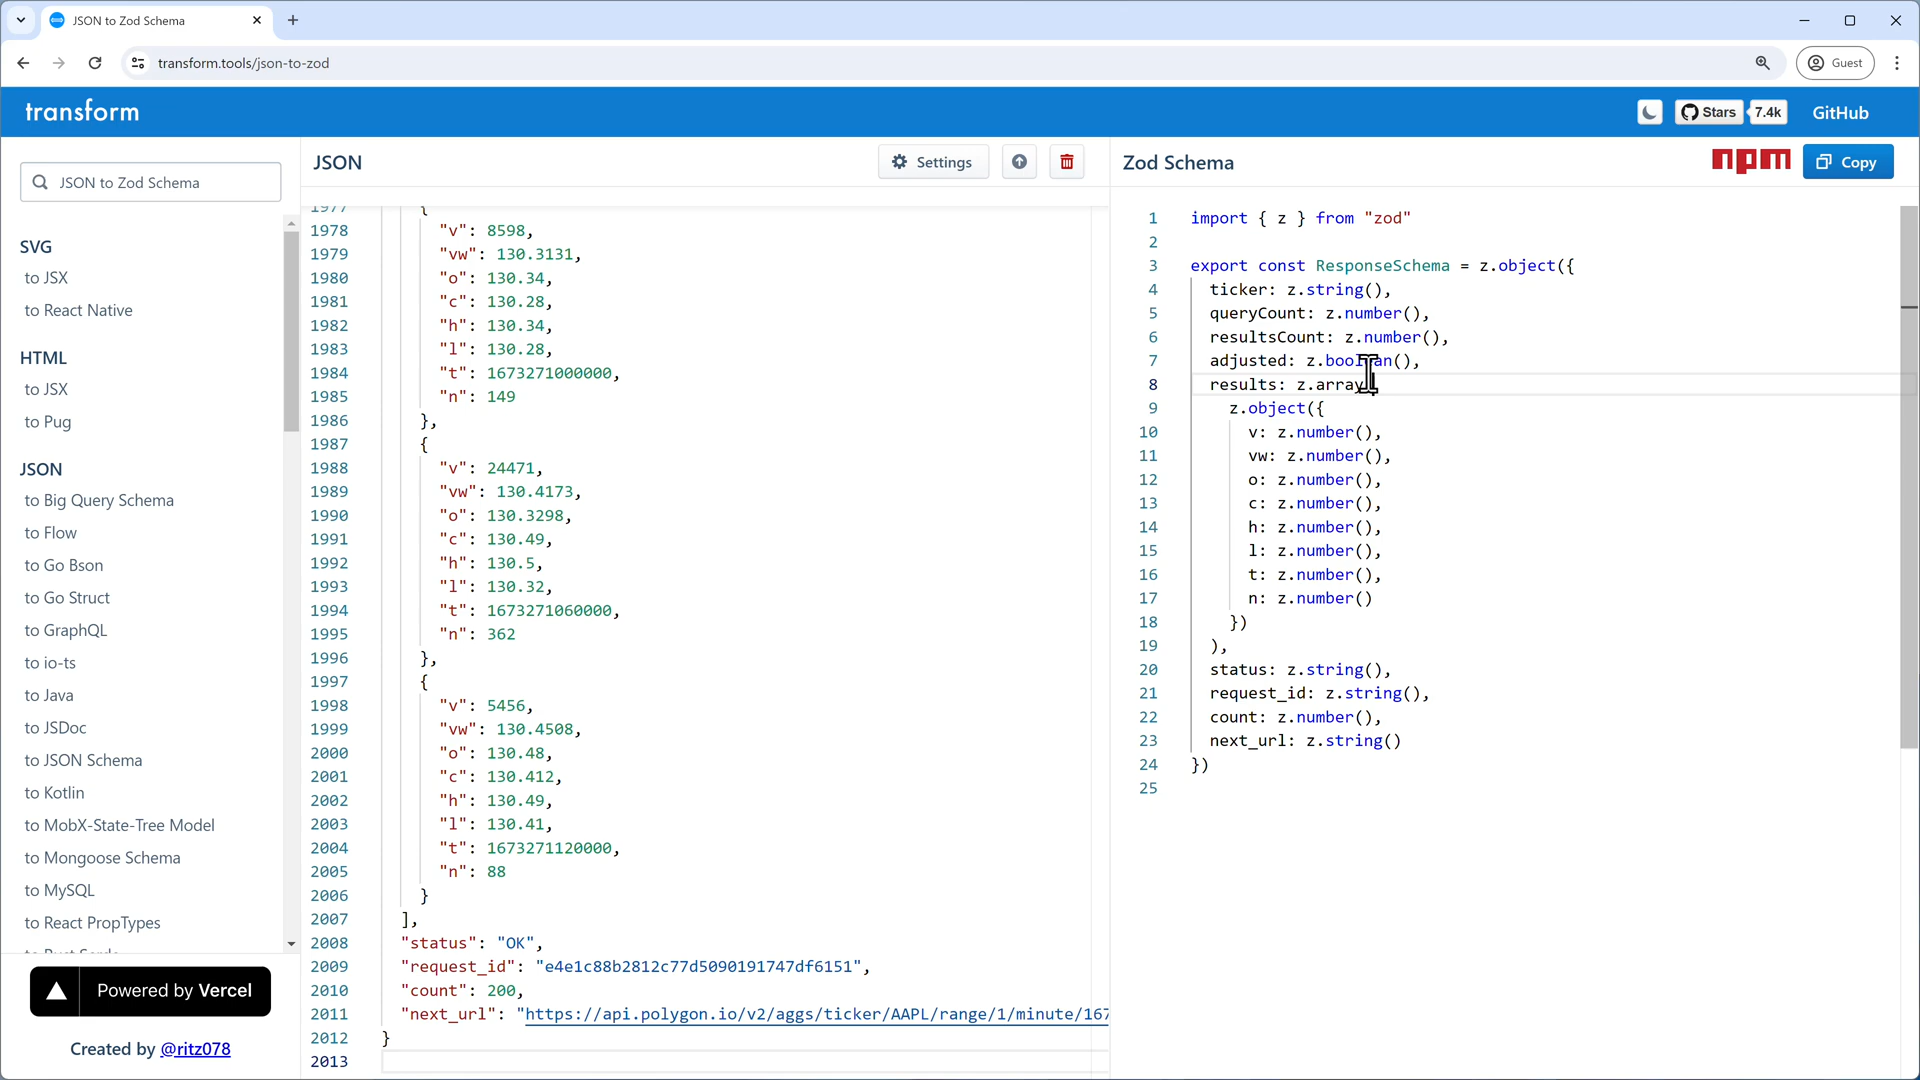 JSON to Zod Schema
transform.tools/json-to-zod
Guest
transform
Stars
7.4k
GitHub
JSON to Zod Schema
SVG
to JSX
to React Native
HTML
to JSX
to Pug
JSON
to Big Query Schema
to Flow
to Go Bson
to Go Struct
to GraphQL
to io-ts
to Java
to JSDoc
to JSON Schema
to Kotlin
to MobX-State-Tree Model
to Mongoose Schema
to MySQL
to React PropTypes
Powered by Vercel
Created by @ritz078
JSON
Settings
1977 {
1978 "v": 8598,
1979 "vw": 130.3131,
1980 "o": 130.34,
1981 "c": 130.28,
1982 "h": 130.34,
1983 "l": 130.28,
1984 "t": 1673271000000,
1985 "n": 149
1986 },
1987 {
1988 "v": 24471,
1989 "vw": 130.4173,
1990 "o": 130.3298,
1991 "c": 130.49,
1992 "h": 130.5,
1993 "l": 130.32,
1994 "t": 1673271060000,
1995 "n": 362
1996 },
1997 {
1998 "v": 5456,
1999 "vw": 130.4508,
2000 "o": 130.48,
2001 "c": 130.412,
2002 "h": 130.49,
2003 "l": 130.41,
2004 "t": 1673271120000,
2005 "n": 88
2006 }
2007 ],
2008 "status": "OK",
2009 "request_id": "e4e1c88b2812c77d5090191747df6151",
2010 "count": 200,
2011 "next_url": "https://api.polygon.io/v2/aggs/ticker/AAPL/range/1/minute/167
2012 }
2013
Zod Schema
npm
Copy
1 import { z } from "zod"
2
3 export const ResponseSchema = z.object({
4 ticker: z.string(),
5 queryCount: z.number(),
6 resultsCount: z.number(),
7 adjusted: z.boolean(),
8 results: z.array(
9 z.object({
10 v: z.number(),
11 vw: z.number(),
12 o: z.number(),
13 c: z.number(),
14 h: z.number(),
15 l: z.number(),
16 t: z.number(),
17 n: z.number()
18 })
19 ),
20 status: z.string(),
21 request_id: z.string(),
22 count: z.number(),
23 next_url: z.string()
24 })
25